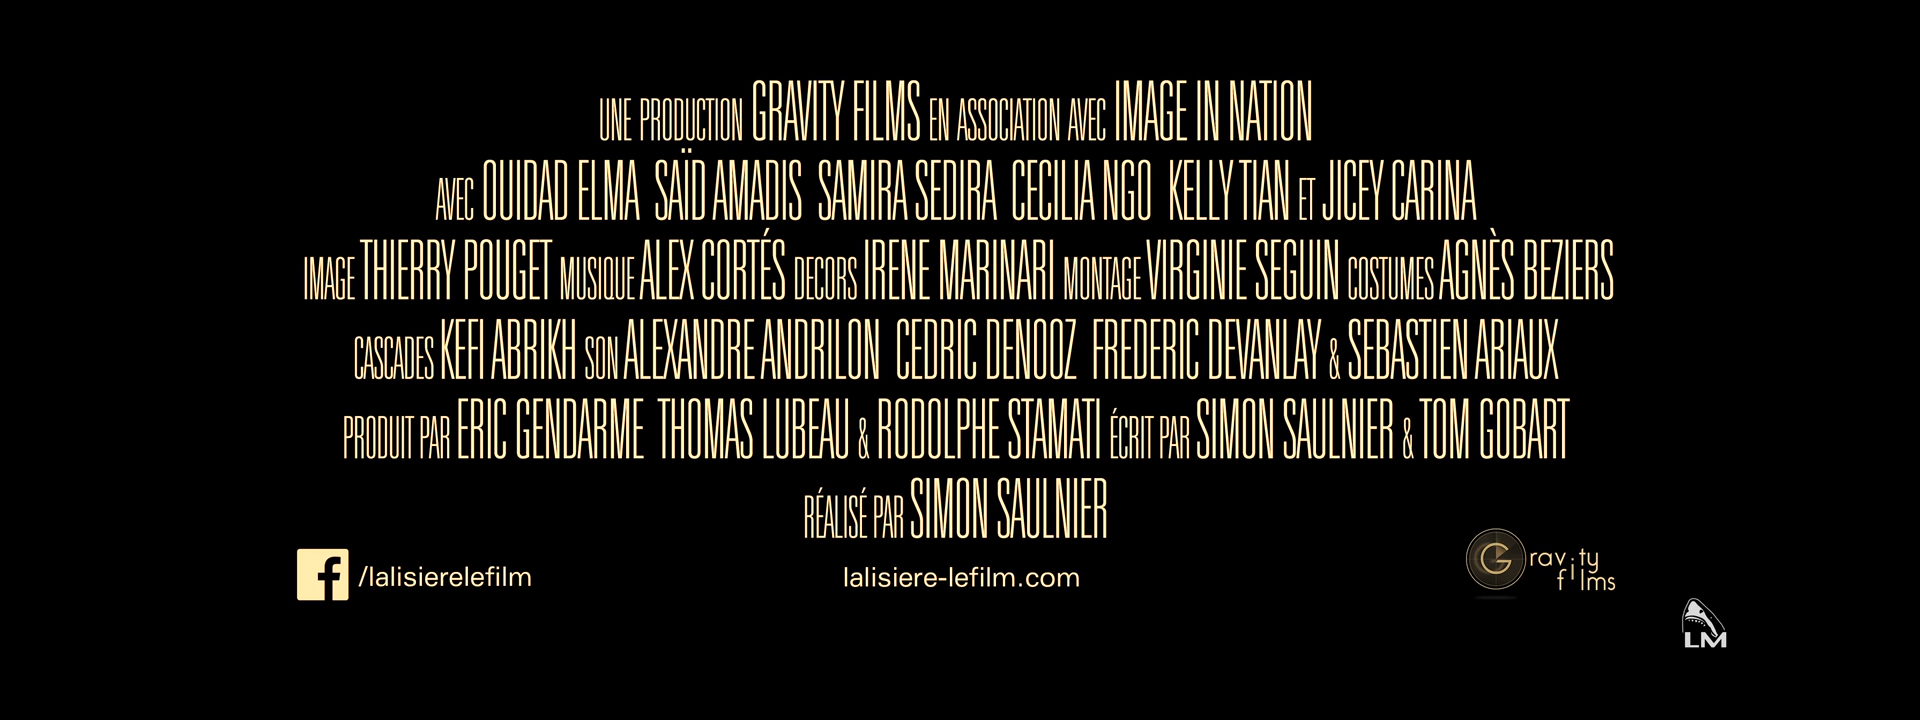 UNE PRODUCTION GRAVITY FILMS EN ASSOCIATION AVEC IMAGE IN NATION
AVEC OUIDAD ELMA SAÏD AMADIS SAMIRA SEDIRA CECILIA NGO KELLY TIAN ET JICEY CARINA
IMAGE THIERRY POUGET MUSIQUE ALEX CORTÉS DECORS IRENE MARINARI MONTAGE VIRGINIE SEGUIN COSTUMES AGNÈS BEZIERS
CASCADES KEFI ABRIKH SON ALEXANDRE ANDRILON CEDRIC DENOOZ FREDERIC DEVANLAY & SEBASTIEN ARIAUX
PRODUIT PAR ERIC GENDARME THOMAS LUBEAU & RODOLPHE STAMATI ÉCRIT PAR SIMON SAULNIER & TOM GOBART
RÉALISÉ PAR SIMON SAULNIER
/lalisierelefilm
lalisiere-lefilm.com
Gravity
films
LM